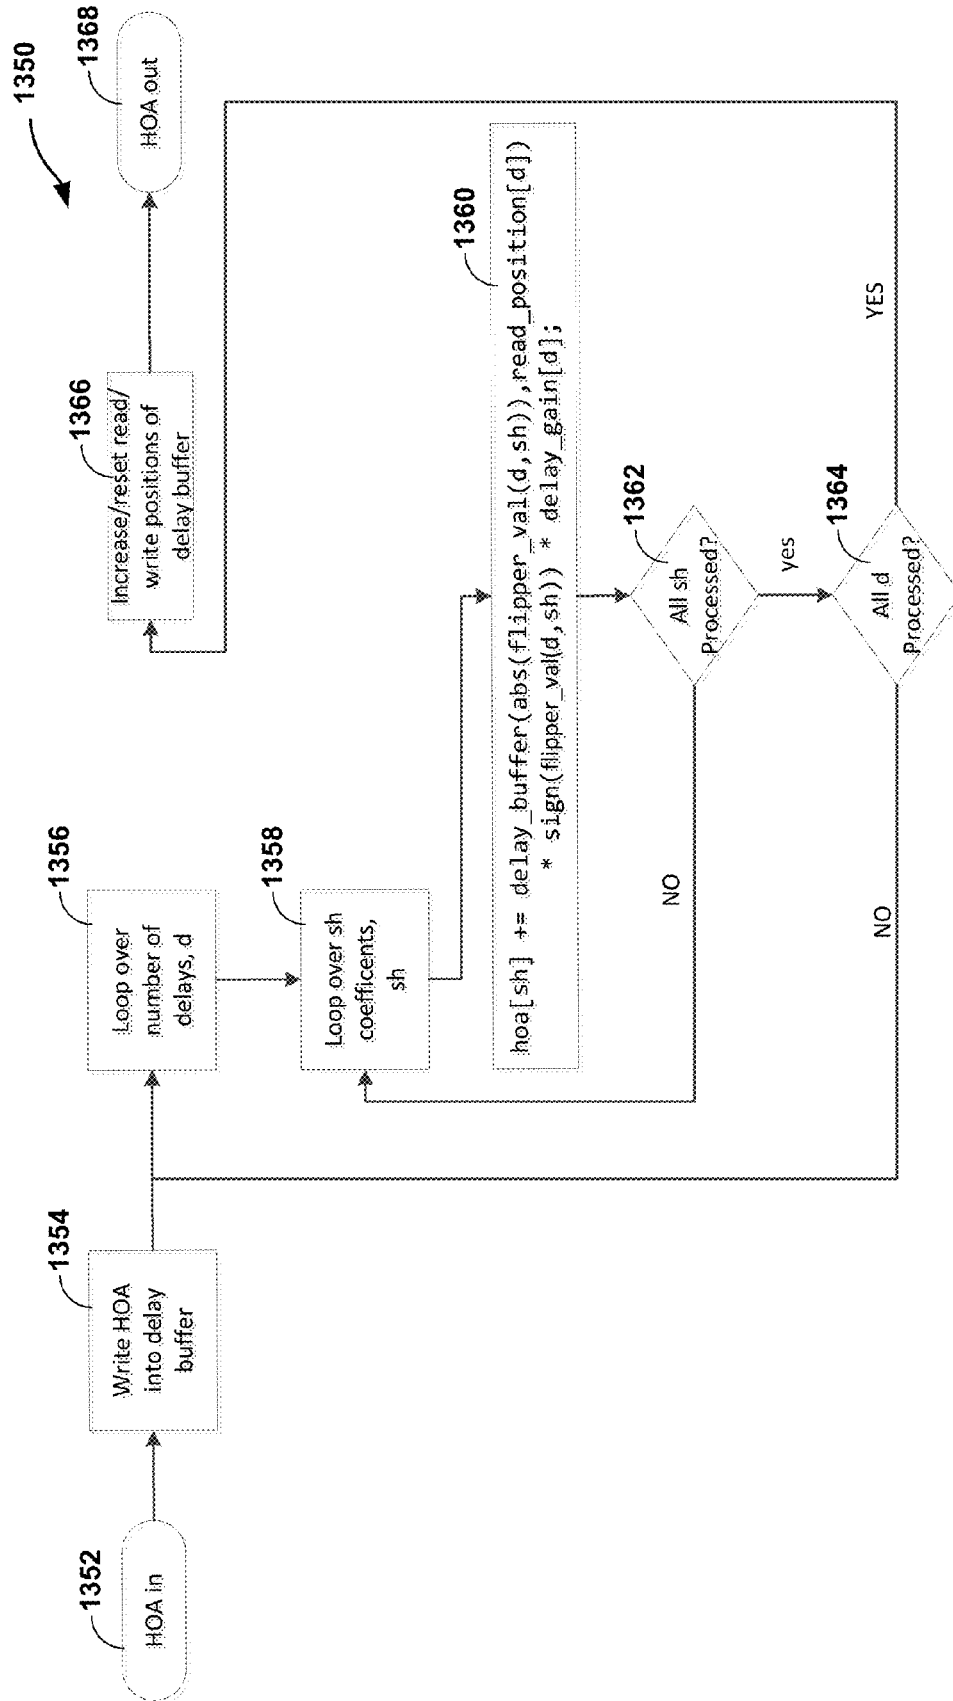 1350
1352
HOA in
1354
Write HOA
into delay
buffer
1356
Loop over
number of
delays, d
1358
Loop over sh
coefficents,
sh
1360
hoa[sh] += delay_buffer(abs(flipper_val(d,sh)),read_position[d])
* sign(flipper_val(d,sh)) * delay_gain[d];
1362
All sh
Processed?
NO
yes
1364
All d
Processed?
NO
YES
1366
Increase/reset read/
write positions of
delay buffer
1368
HOA out